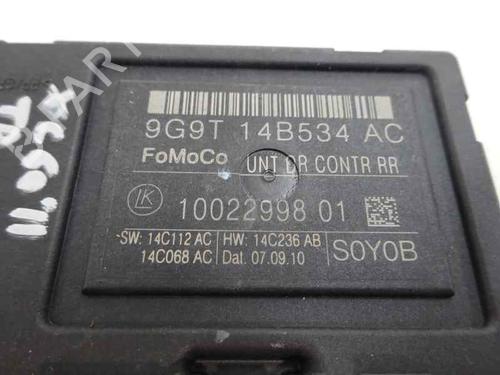 9G9T 14B534 AC
FoMoCo UNT DR CONTR RR
LK 10022998 01
SW: 14C112 AC HW: 14C236 AB
14C068 AC Dat. 07.09.10
S0Y0B